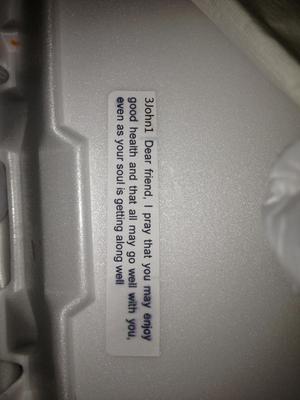 3John1 Dear friend, I pray that you may enjoy
good health and that all may go well with you,
even as your soul is getting along well